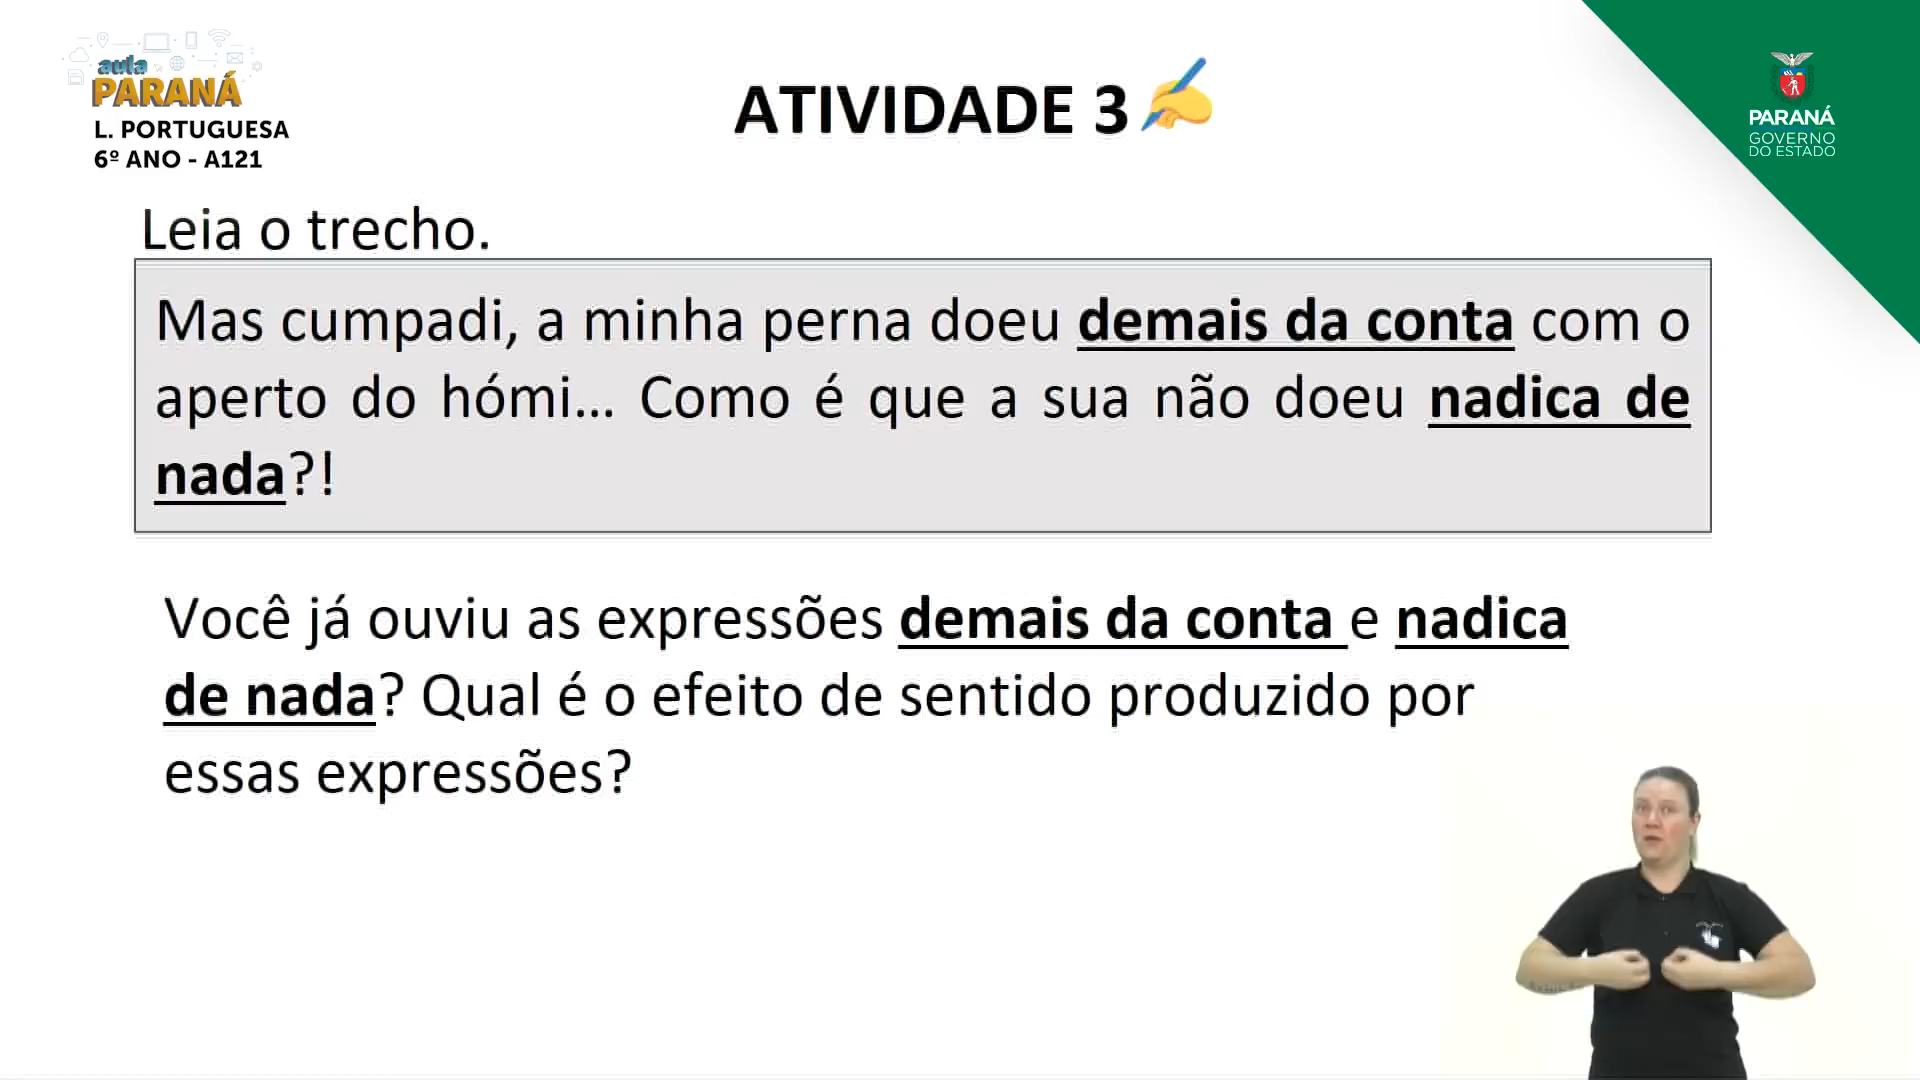 aula
PARANÁ
L. PORTUGUESA
6º ANO - A121
ATIVIDADE 3
PARANÁ
GOVERNO
DO ESTADO
Leia o trecho.
Mas cumpadi, a minha perna doeu demais da conta com o
aperto do hómi... Como é que a sua não doeu nadica de
nada?!
Você já ouviu as expressões demais da conta e nadica
de nada? Qual é o efeito de sentido produzido por
essas expressões?